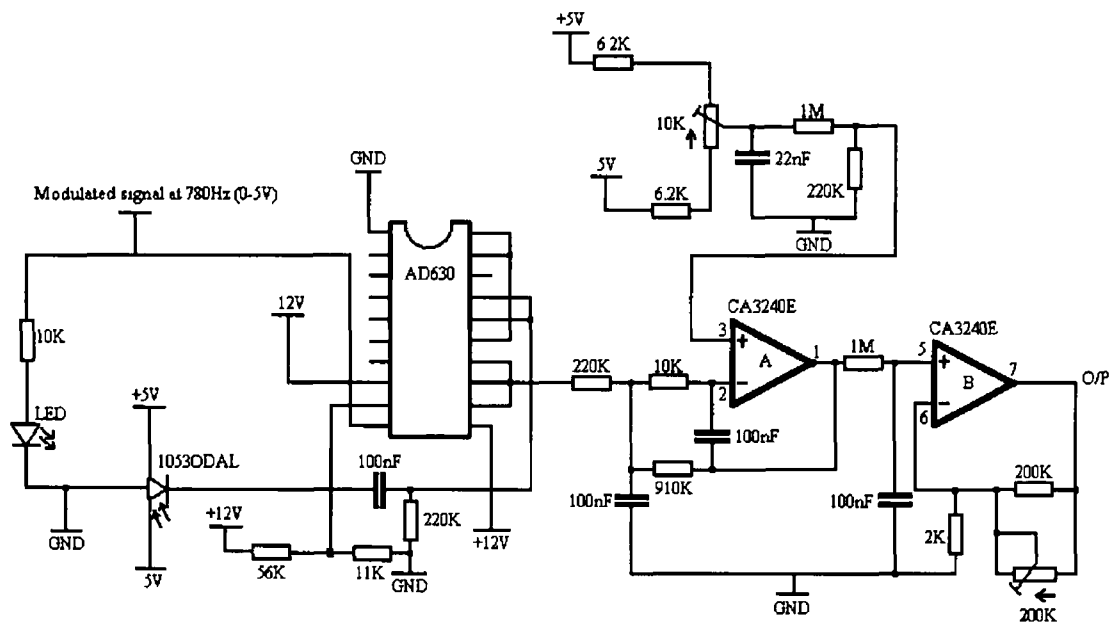 +5V
6.2K
10K
1M
22nF
220K
5V
6.2K
GND
GND
Modulated signal at 780Hz (0-5V)
AD630
12V
10K
LED
+5V
1053ODAL
100nF
GND
5V
+12V
56K
11K
220K
GND
+12V
CA3240E
3
+
A
1
-
2
220K
10K
100nF
910K
100nF
1M
CA3240E
5
+
B
7
-
6
O/P
100nF
2K
200K
200K
GND